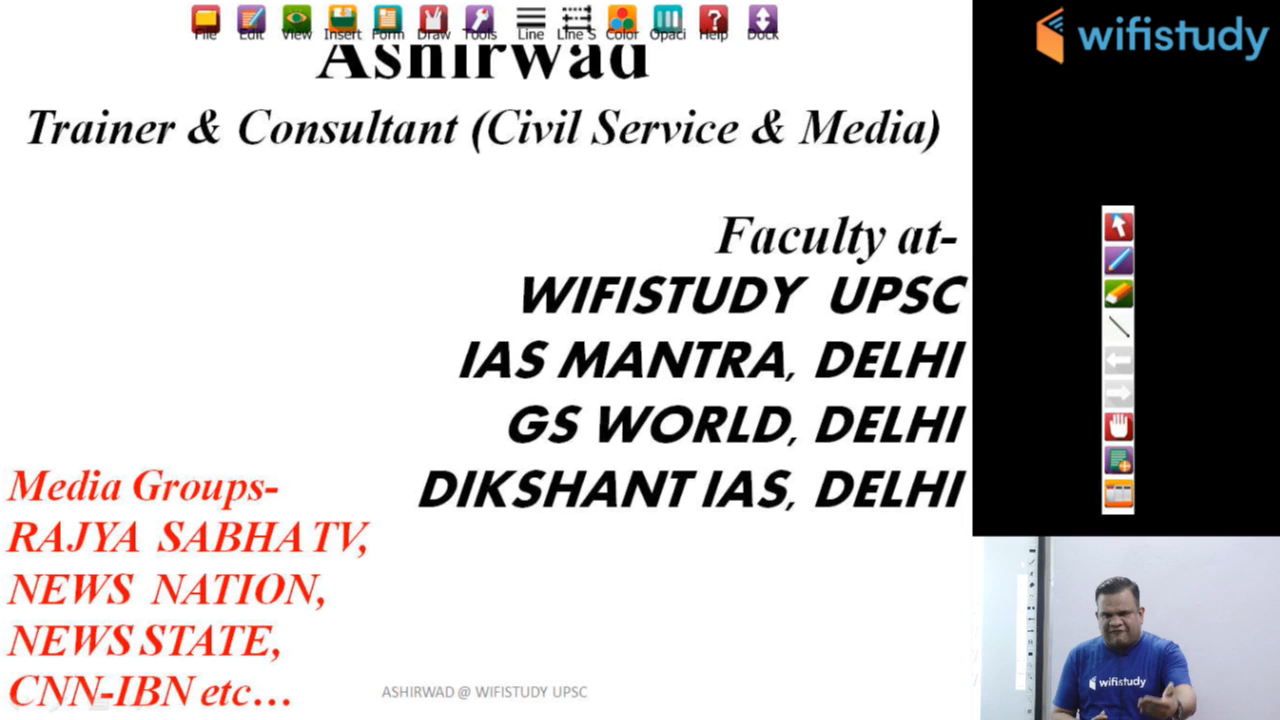 File Edit View Insert Form Draw Tools Line Line S Color Opaci Help Dock
wifistudy
Ashirwad
Trainer & Consultant (Civil Service & Media)
Faculty at-
WIFISTUDY UPSC
IAS MANTRA, DELHI
GS WORLD, DELHI
DIKSHANT IAS, DELHI
Media Groups-
RAJYA SABHA TV,
NEWS NATION,
NEWS STATE,
CNN-IBN etc...
ASHIRWAD @ WIFISTUDY UPSC
wifistudy